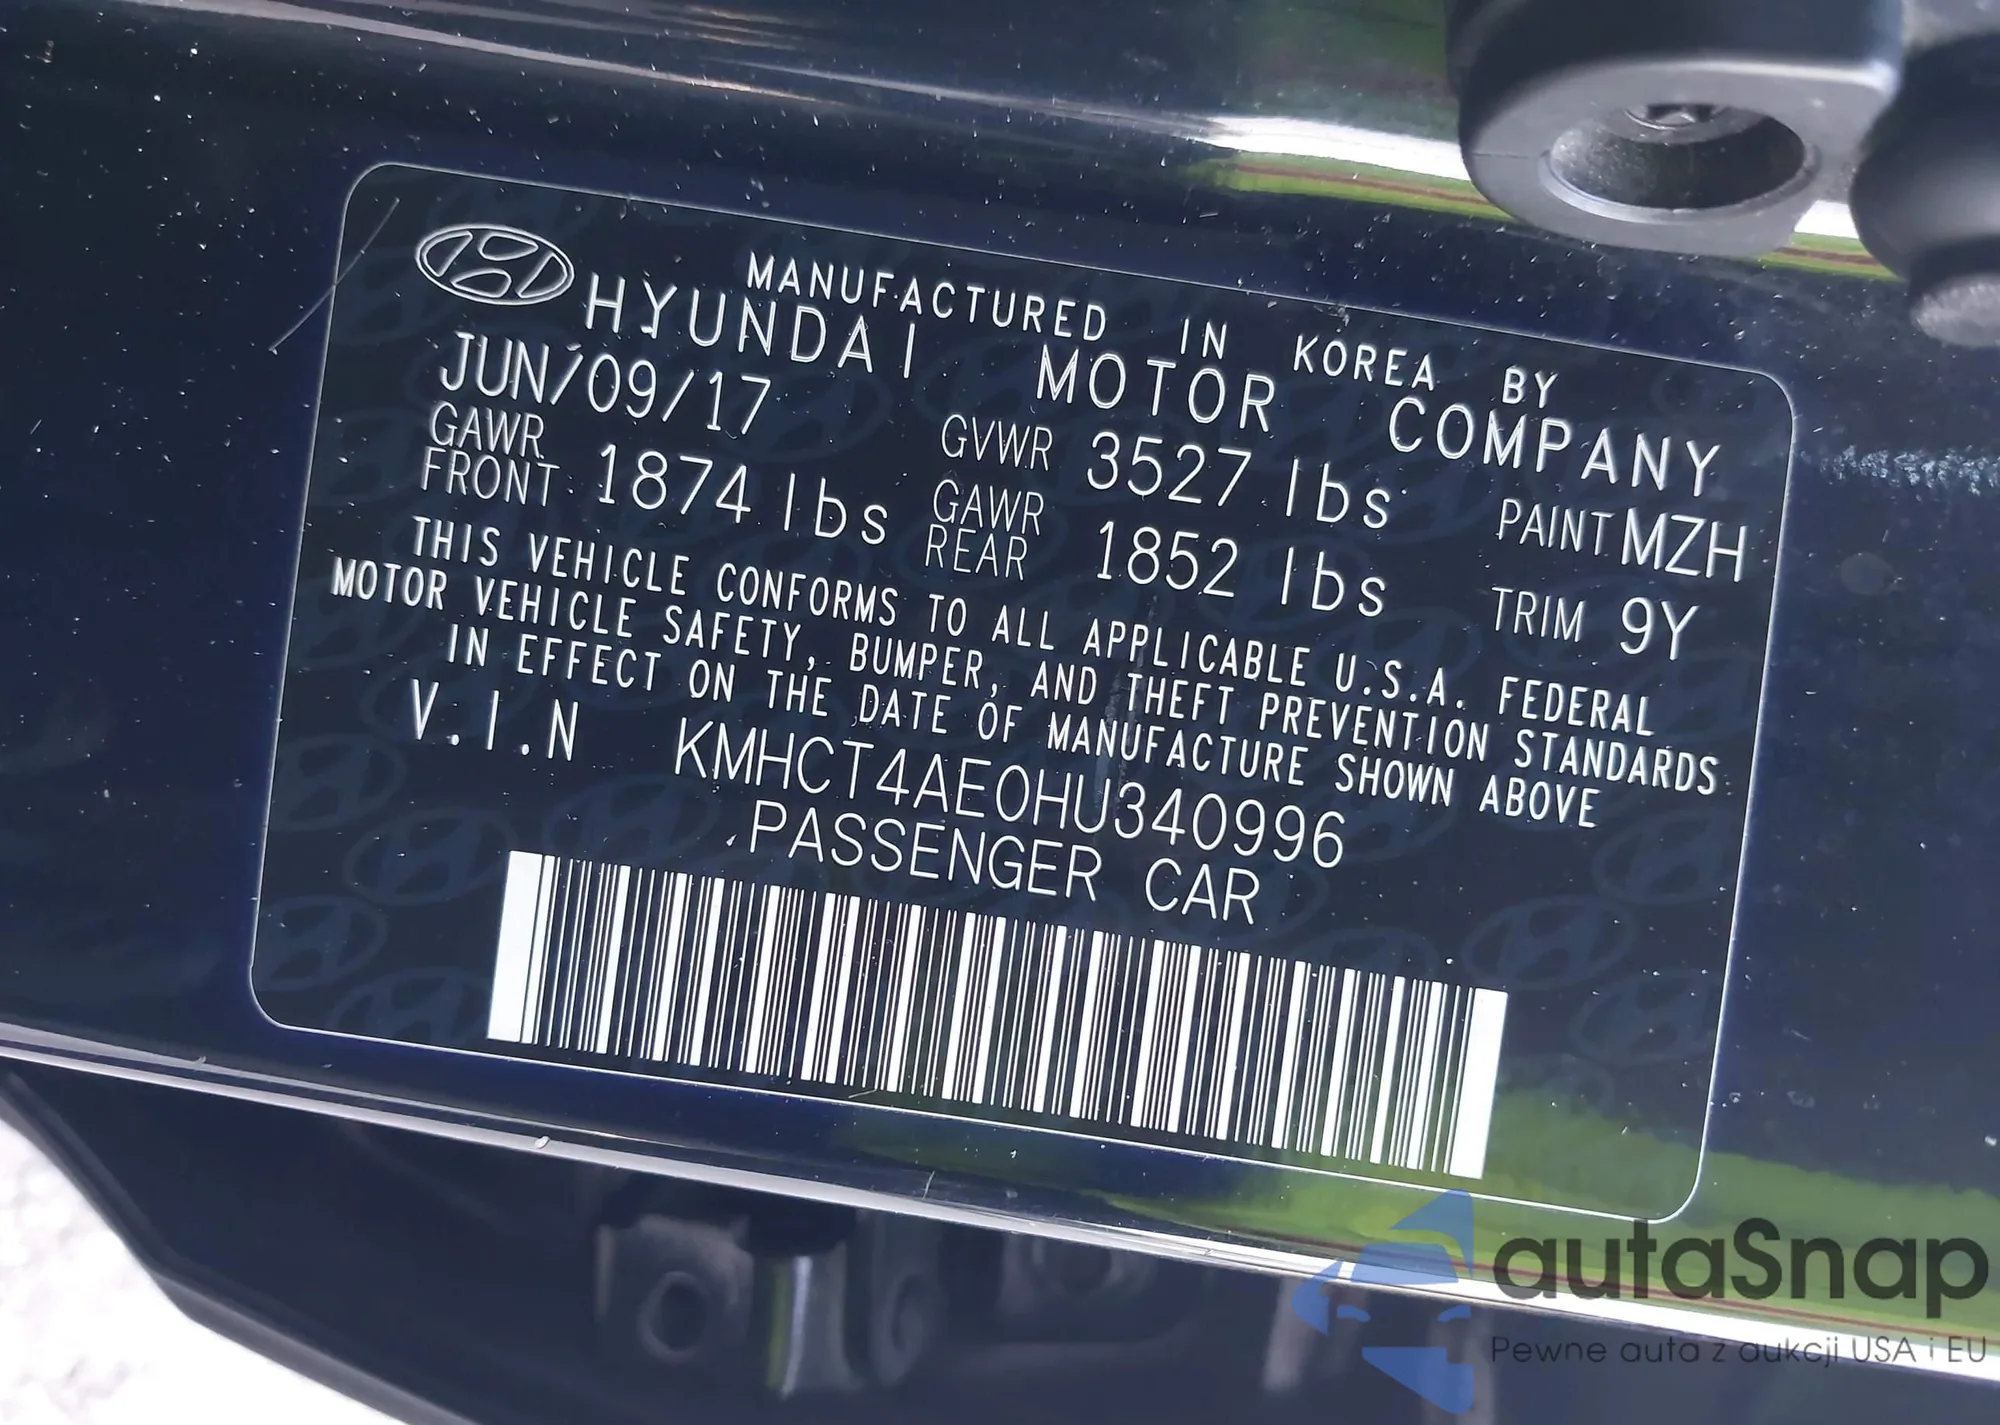 MANUFACTURED IN KOREA BY
HYUNDAI MOTOR COMPANY
JUN/09/17 GVWR 3527 lbs PAINT MZH
GAWR FRONT 1874 lbs GAWR REAR 1852 lbs TRIM 9Y
THIS VEHICLE CONFORMS TO ALL APPLICABLE U.S.A. FEDERAL
MOTOR VEHICLE SAFETY, BUMPER, AND THEFT PREVENTION STANDARDS
IN EFFECT ON THE DATE OF MANUFACTURE SHOWN ABOVE
V.I.N KMHCT4AE0HU340996
PASSENGER CAR
autaSnap
Pewne auta z aukcji USA i EU